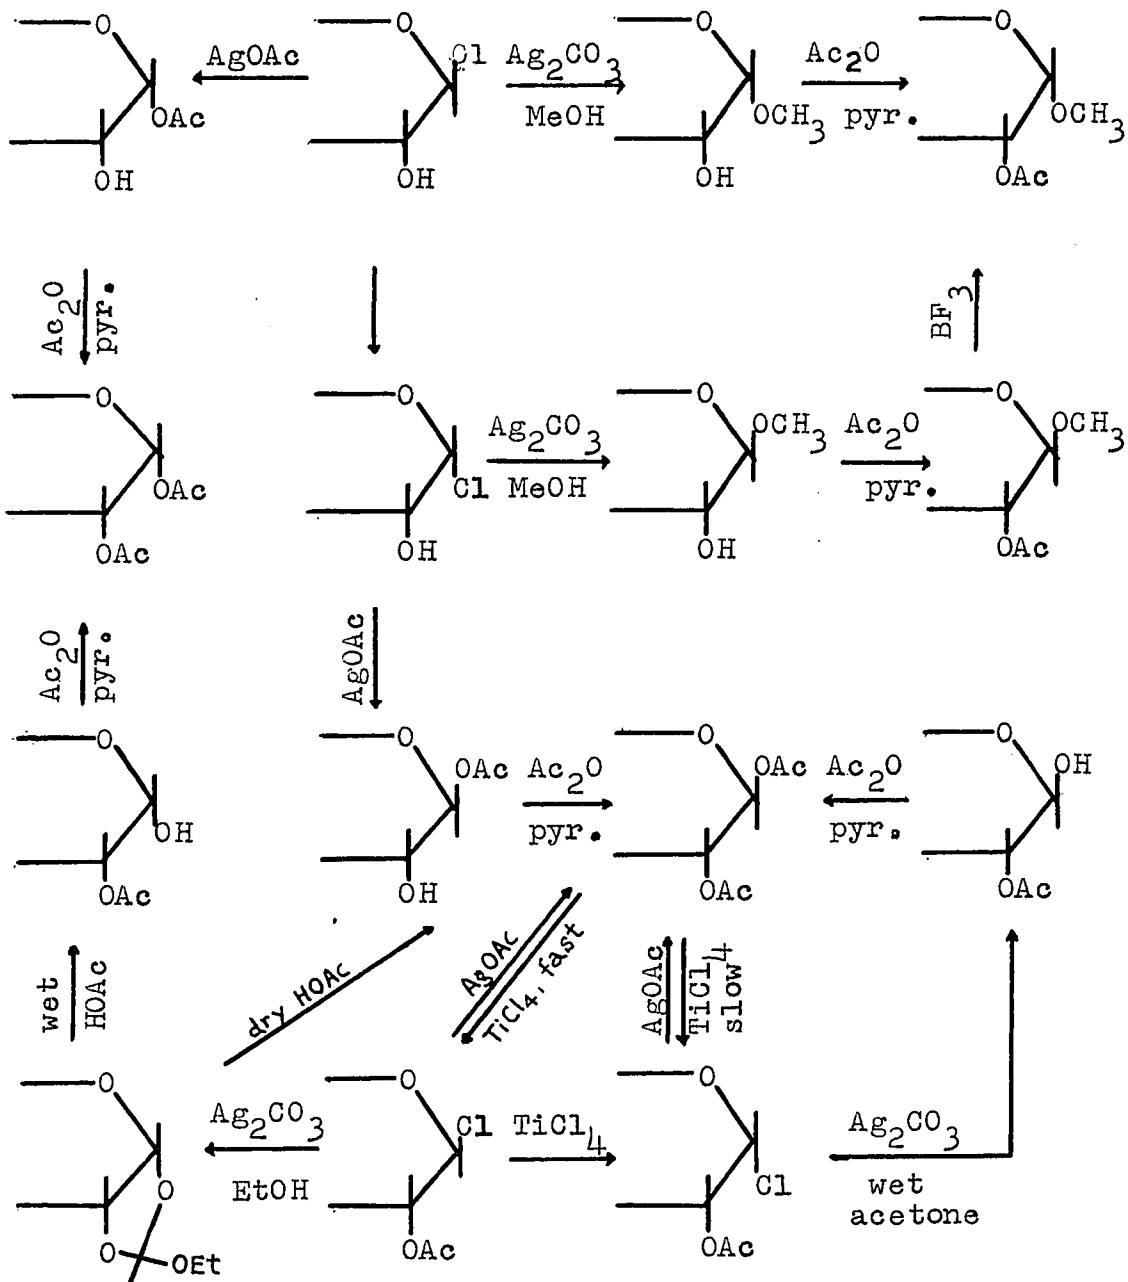 O AgOAc O Cl Ag2CO3 O Ac2O O
OAc MeOH OCH3 pyr. OCH3
OH OH OH OAc
Ac2O pyr. BF3
O O O O
OAc Cl Ag2CO3 OCH3 Ac2O OCH3
MeOH pyr.
OAc OH OH OAc
Ac2O pyr. AgOAc
O O O O
OH OAc Ac2O OAc Ac2O OH
pyr. pyr.
OAc OH OAc OAc
wet HOAc dry HOAc AgOAc TiCl4, fast AgOAc TiCl4 slow
O O O
Ag2CO3 Cl TiCl4 Ag2CO3
O EtOH Cl wet
acetone
O OEt OAc OAc